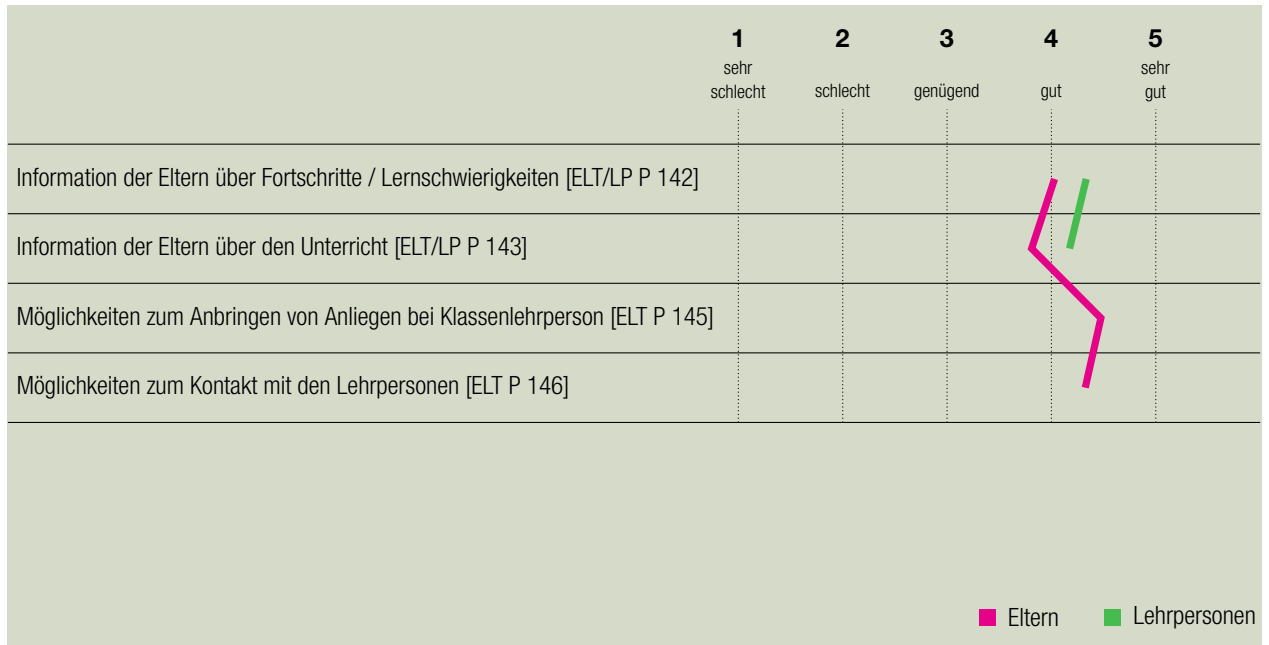 1 2 3 4 5
sehr schlecht schlecht genügend gut sehr gut
Information der Eltern über Fortschritte / Lernschwierigkeiten [ELT/LP P 142]
Information der Eltern über den Unterricht [ELT/LP P 143]
Möglichkeiten zum Anbringen von Anliegen bei Klassenlehrperson [ELT P 145]
Möglichkeiten zum Kontakt mit den Lehrpersonen [ELT P 146]
Eltern Lehrpersonen